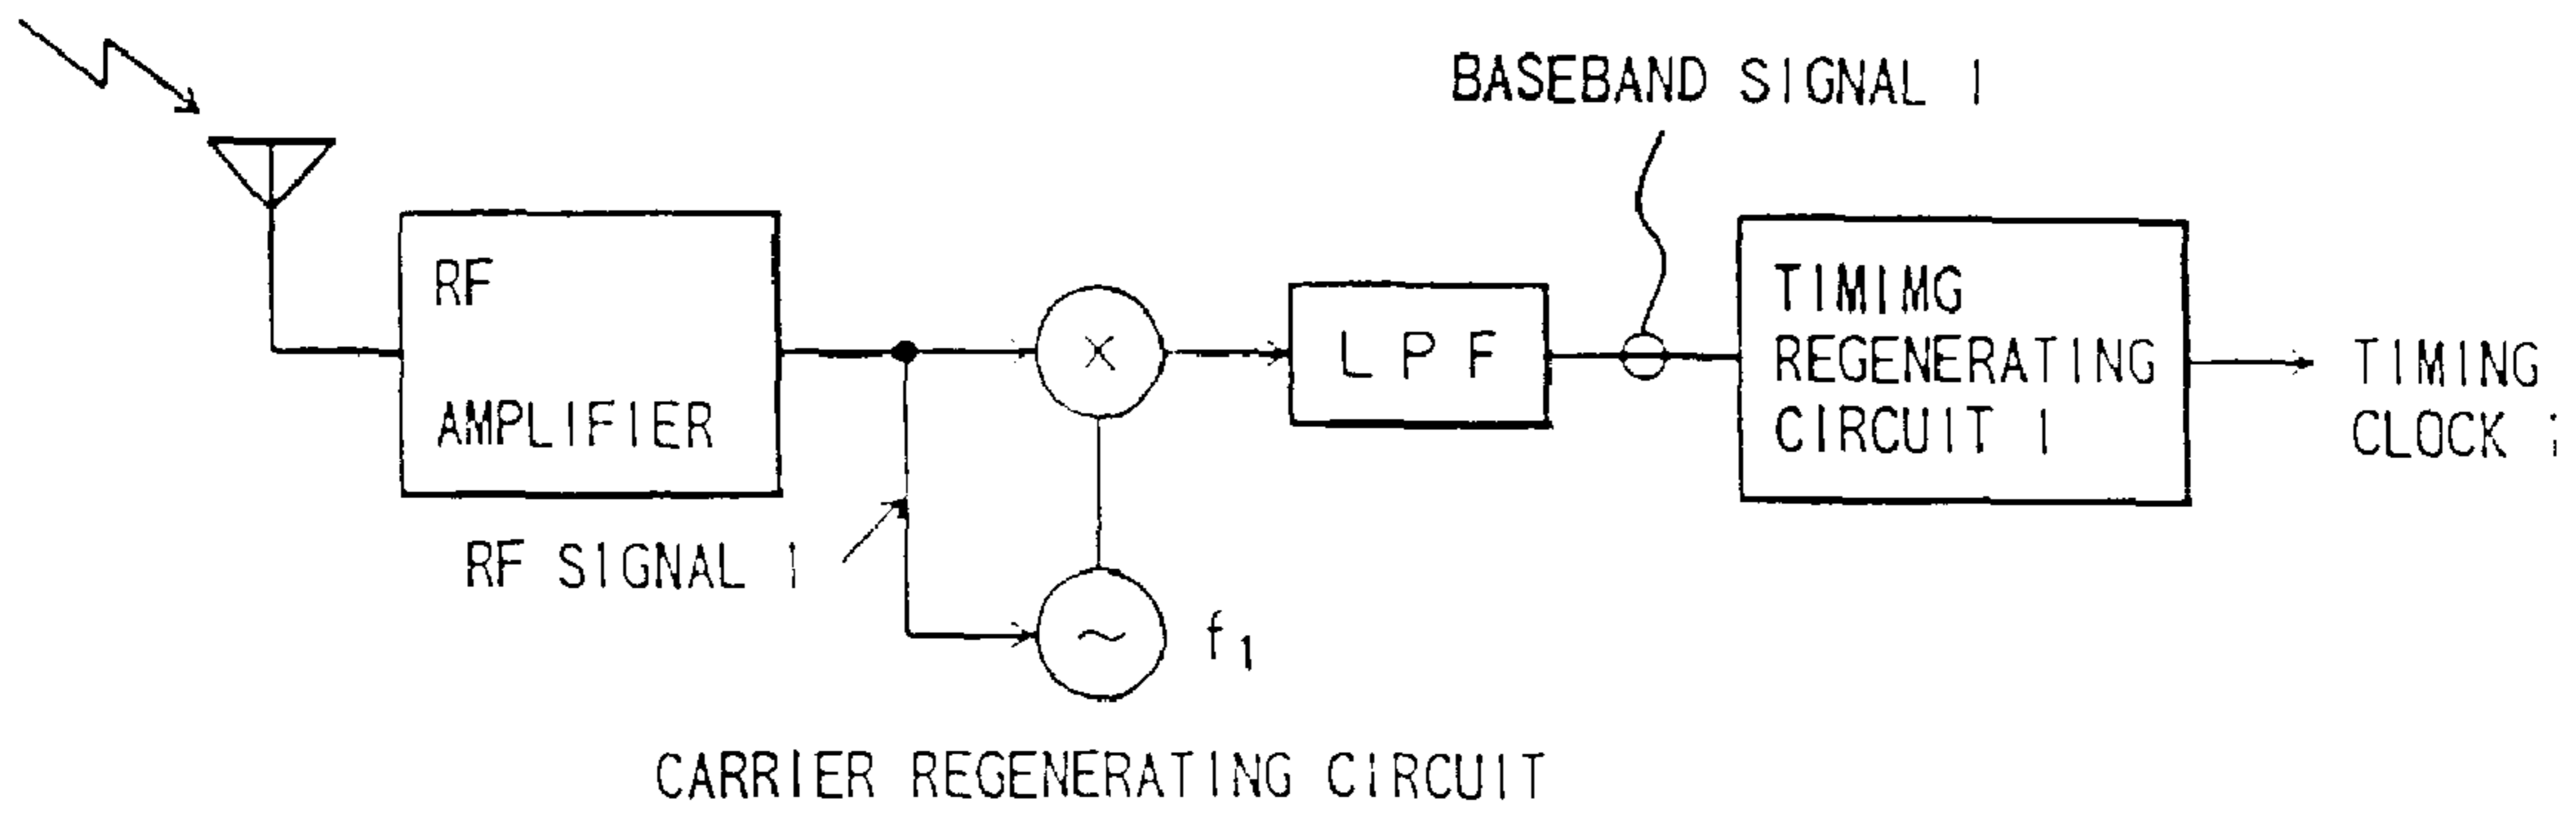 BASEBAND SIGNAL 1
RF
AMPLIFIER
×
LPF
TIMIMG
REGENERATING
CIRCUIT 1
TIMING
CLOCK 1
RF SIGNAL 1
~
f1
CARRIER REGENERATING CIRCUIT